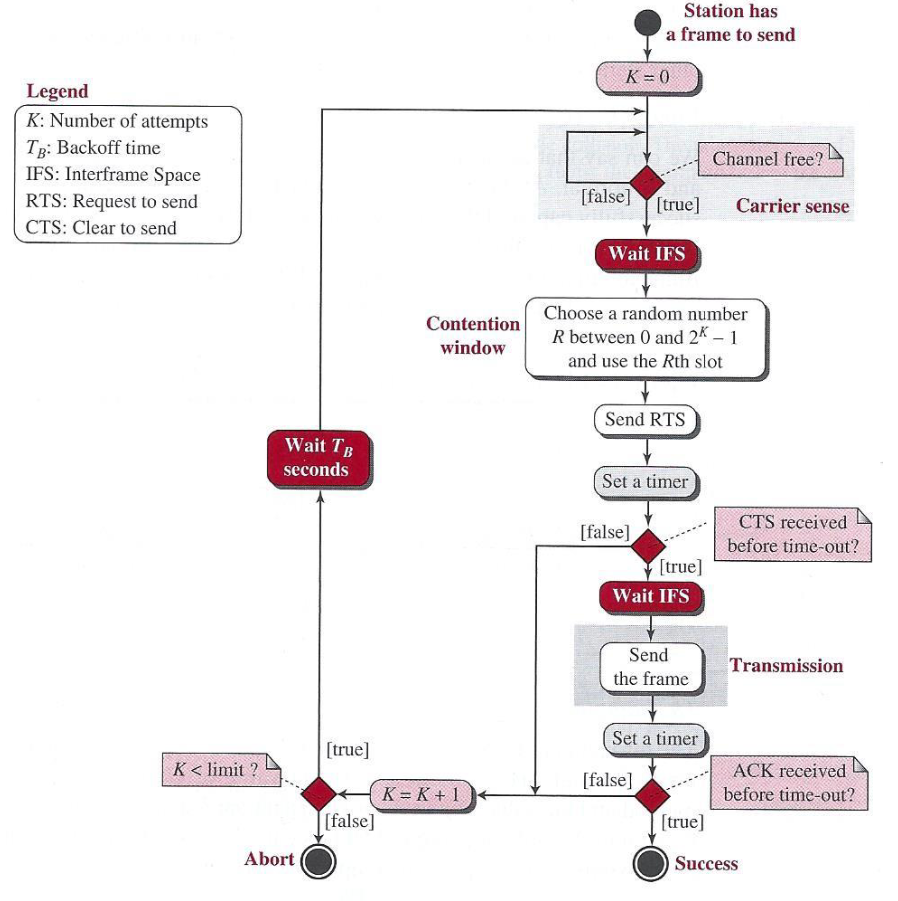 Station has
a frame to send
K = 0
Legend
K: Number of attempts
T_B: Backoff time
IFS: Interframe Space
RTS: Request to send
CTS: Clear to send
Channel free?
[false]
[true]
Carrier sense
Wait IFS
Contention
window
Choose a random number
R between 0 and 2^K – 1
and use the Rth slot
Send RTS
Wait T_B
seconds
Set a timer
CTS received
before time-out?
[false]
[true]
Wait IFS
Send
the frame
Transmission
Set a timer
[true]
K < limit ?
K = K + 1
[false]
ACK received
before time-out?
[false]
[true]
Abort
Success